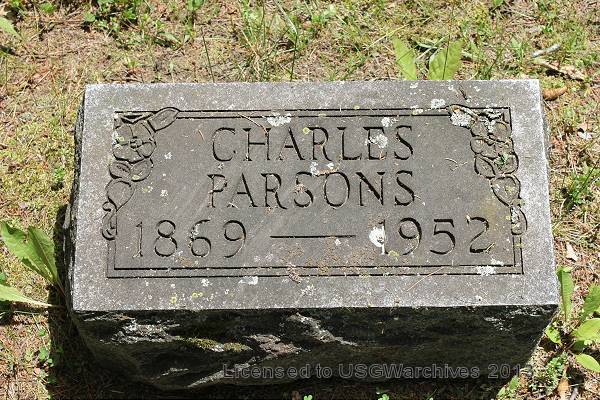 CHARLES
PARSONS
1869 — 1952
Licensed to USGWarchives